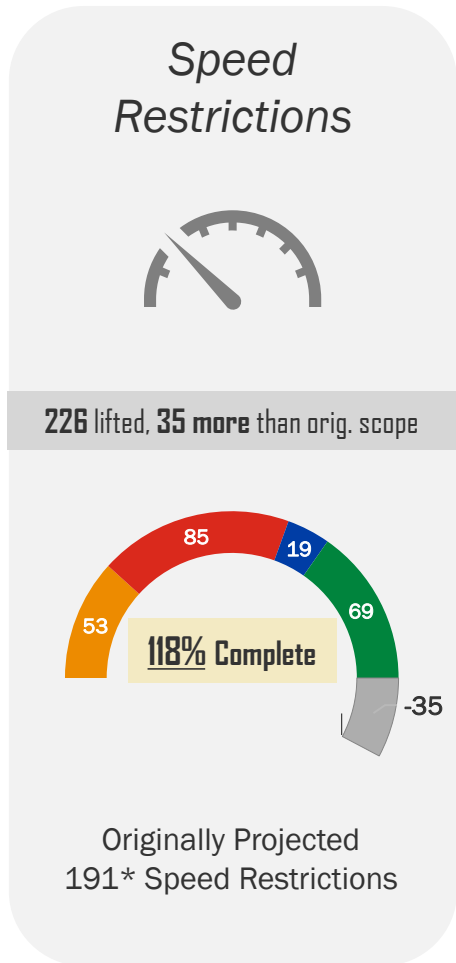 Speed
Restrictions
226 lifted, 35 more than orig. scope
85
19
53
69
118% Complete
-35
Originally Projected
191* Speed Restrictions